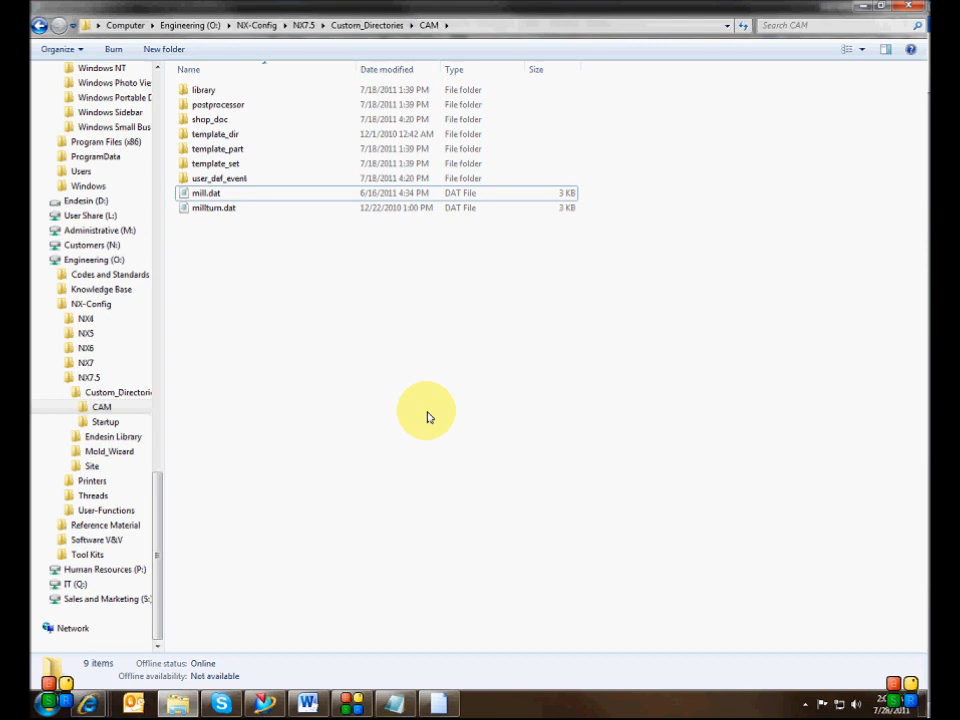 Computer ▸ Engineering (O:) ▸ NX-Config ▸ NX7.5 ▸ Custom_Directories ▸ CAM ▸
Search CAM
Organize ▾ Burn New folder
Name Date modified Type Size
library 7/18/2011 1:39 PM File folder
postprocessor 7/18/2011 1:39 PM File folder
shop_doc 7/18/2011 4:20 PM File folder
template_dir 12/1/2010 12:42 AM File folder
template_part 7/18/2011 1:39 PM File folder
template_set 7/18/2011 1:39 PM File folder
user_def_event 7/18/2011 4:20 PM File folder
mill.dat 6/16/2011 4:34 PM DAT File 3 KB
millturn.dat 12/22/2010 1:00 PM DAT File 3 KB
Windows NT
Windows Photo Vie
Windows Portable D
Windows Sidebar
Windows Small Bus
Program Files (x86)
ProgramData
Users
Windows
Endesin (D:)
User Share (L:)
Administrative (M:)
Customers (N:)
Engineering (O:)
Codes and Standards
Knowledge Base
NX-Config
NX4
NX5
NX6
NX7
NX7.5
Custom_Directori
CAM
Startup
Endesin Library
Mold_Wizard
Site
Printers
Threads
User-Functions
Reference Material
Software V&V
Tool Kits
Human Resources (P:)
IT (Q:)
Sales and Marketing (S:
Network
9 items Offline status: Online
Offline availability: Not available